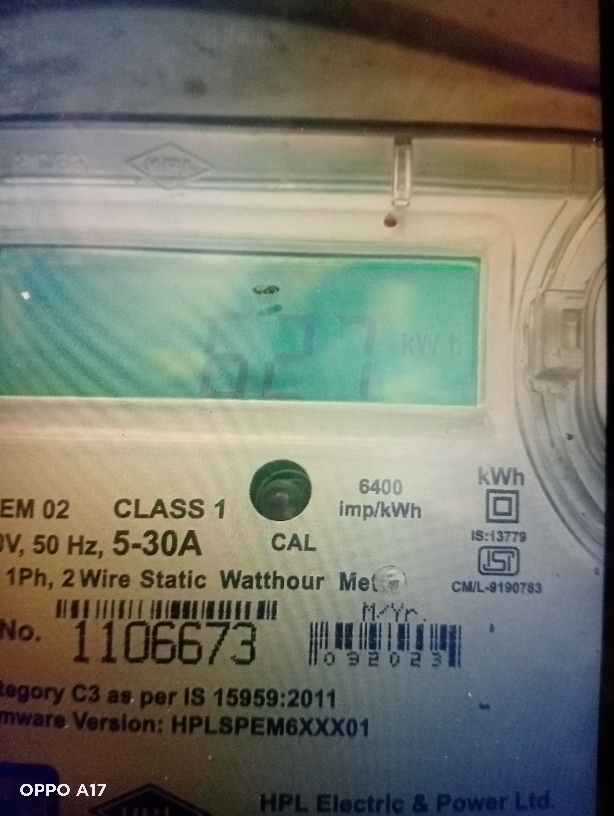 627 kWh
6400
imp/kWh
kWh
EM 02 CLASS 1
V, 50 Hz, 5-30A
CAL
IS:13779
1Ph, 2 Wire Static Watthour Met
CM/L-9190783
No. 1106673
M/Yr.
092023
tegory C3 as per IS 15959:2011
mware Version: HPLSPEM6XXX01
HPL Electric & Power Ltd.
OPPO A17